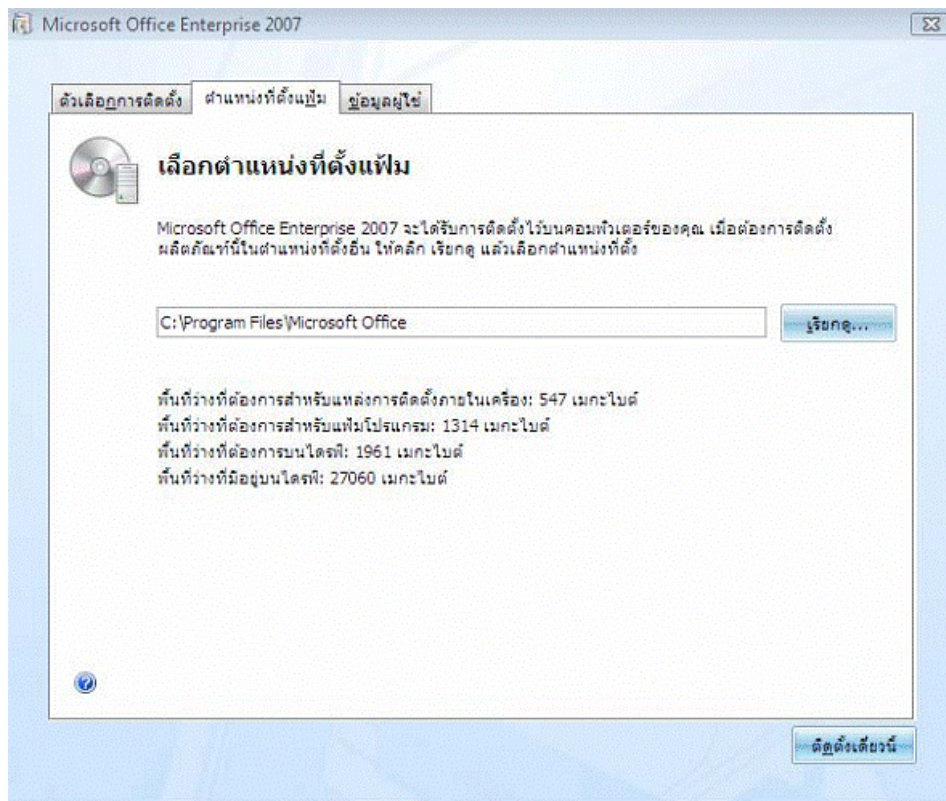 Microsoft Office Enterprise 2007
ตัวเลือกการติดตั้ง ตำแหน่งที่ตั้งแฟ้ม ข้อมูลผู้ใช้
เลือกตำแหน่งที่ตั้งแฟ้ม
Microsoft Office Enterprise 2007 จะได้รับการติดตั้งไว้บนคอมพิวเตอร์ของคุณ เมื่อต้องการติดตั้ง
ผลิตภัณฑ์นี้ในตำแหน่งที่ตั้งอื่น ให้คลิก เรียกดู แล้วเลือกตำแหน่งที่ตั้ง
C:\Program Files\Microsoft Office
เรียกดู...
พื้นที่ว่างที่ต้องการสำหรับแหล่งการติดตั้งภายในเครื่อง: 547 เมกะไบต์
พื้นที่ว่างที่ต้องการสำหรับแฟ้มโปรแกรม: 1314 เมกะไบต์
พื้นที่ว่างที่ต้องการบนไดรฟ์: 1961 เมกะไบต์
พื้นที่ว่างที่มีอยู่บนไดรฟ์: 27060 เมกะไบต์
ติดตั้งเดี๋ยวนี้